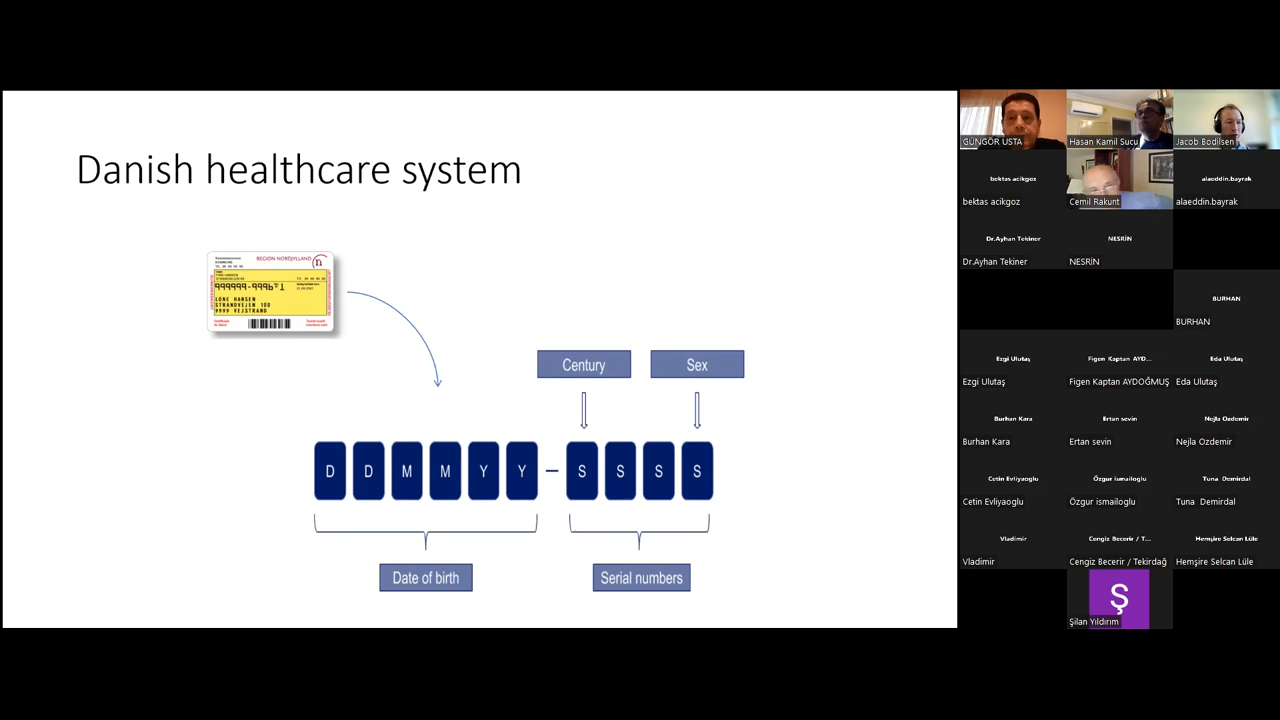 Danish healthcare system
REGION NORDJYLLAND
LONE HANSEN
STRANDVEJEN 100
9999 VEJSTRAND
Century
Sex
D D M M Y Y – S S S S
Date of birth
Serial numbers
GÜNGÖR USTA
Hasan Kamil Sucu
Jacob Bodilsen
bektas acikgoz
bektas acikgoz
Cemil Rakunt
alaeddin.bayrak
alaeddin.bayrak
Dr.Ayhan Tekiner
Dr.Ayhan Tekiner
NESRİN
NESRİN
BURHAN
BURHAN
Ezgi Ulutaş
Ezgi Ulutaş
Figen Kaptan AYD...
Figen Kaptan AYDOĞMUŞ
Eda Ulutaş
Eda Ulutaş
Burhan Kara
Burhan Kara
Ertan sevin
Ertan sevin
Nejla Ozdemir
Nejla Ozdemir
Cetin Evliyaoglu
Cetin Evliyaoglu
Özgur ismailoglu
Özgur ismailoglu
Tuna Demirdal
Tuna Demirdal
Vladimir
Vladimir
Cengiz Becerir / T...
Cengiz Becerir / Tekirdağ
Hemşire Selcan Lüle
Hemşire Selcan Lüle
Ş
Şilan Yıldırım